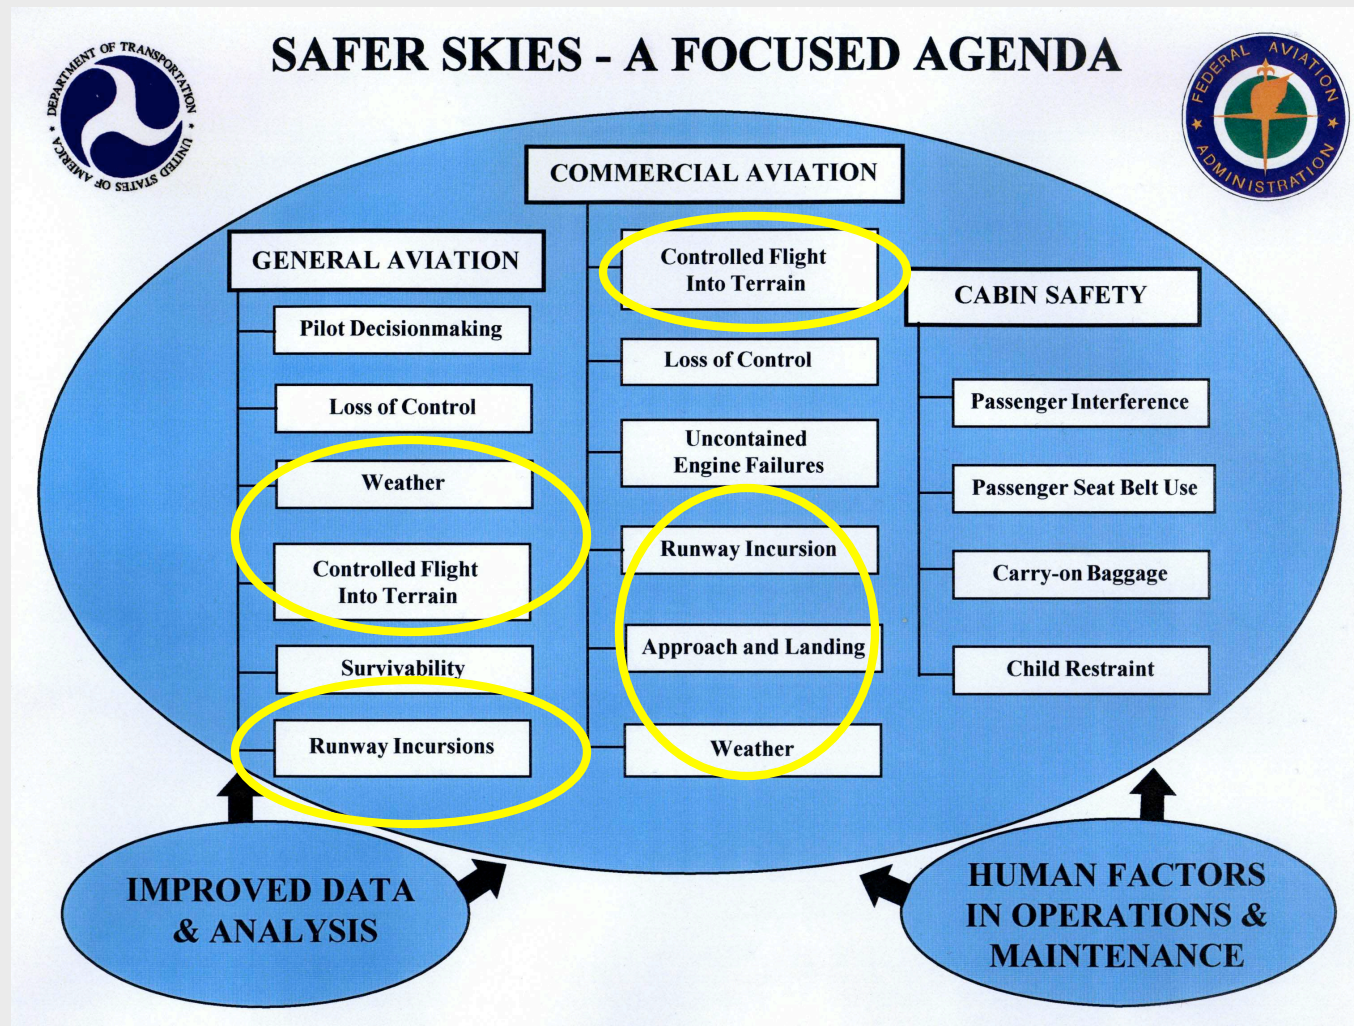 SAFER SKIES - A FOCUSED AGENDA
DEPARTMENT OF TRANSPORTATION
UNITED STATES OF AMERICA
FEDERAL AVIATION
ADMINISTRATION
COMMERCIAL AVIATION
Controlled Flight
Into Terrain
Loss of Control
Uncontained
Engine Failures
Runway Incursion
Approach and Landing
Weather
GENERAL AVIATION
Pilot Decisionmaking
Loss of Control
Weather
Controlled Flight
Into Terrain
Survivability
Runway Incursions
CABIN SAFETY
Passenger Interference
Passenger Seat Belt Use
Carry-on Baggage
Child Restraint
IMPROVED DATA
& ANALYSIS
HUMAN FACTORS
IN OPERATIONS &
MAINTENANCE